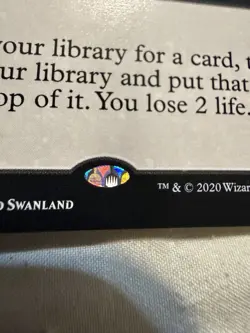 your library for a card, t
ur library and put that
op of it. You lose 2 life.
™ & © 2020 Wizar
D SWANLAND